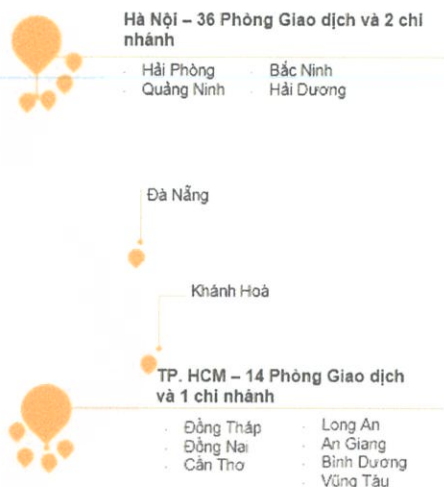 Hà Nội – 36 Phòng Giao dịch và 2 chi
nhánh
Hải Phòng
Quảng Ninh
Bắc Ninh
Hải Dương
Đà Nẵng
Khánh Hoà
TP. HCM – 14 Phòng Giao dịch
và 1 chi nhánh
Đồng Tháp
Đồng Nai
Cần Thơ
Long An
An Giang
Bình Dương
Vũng Tàu